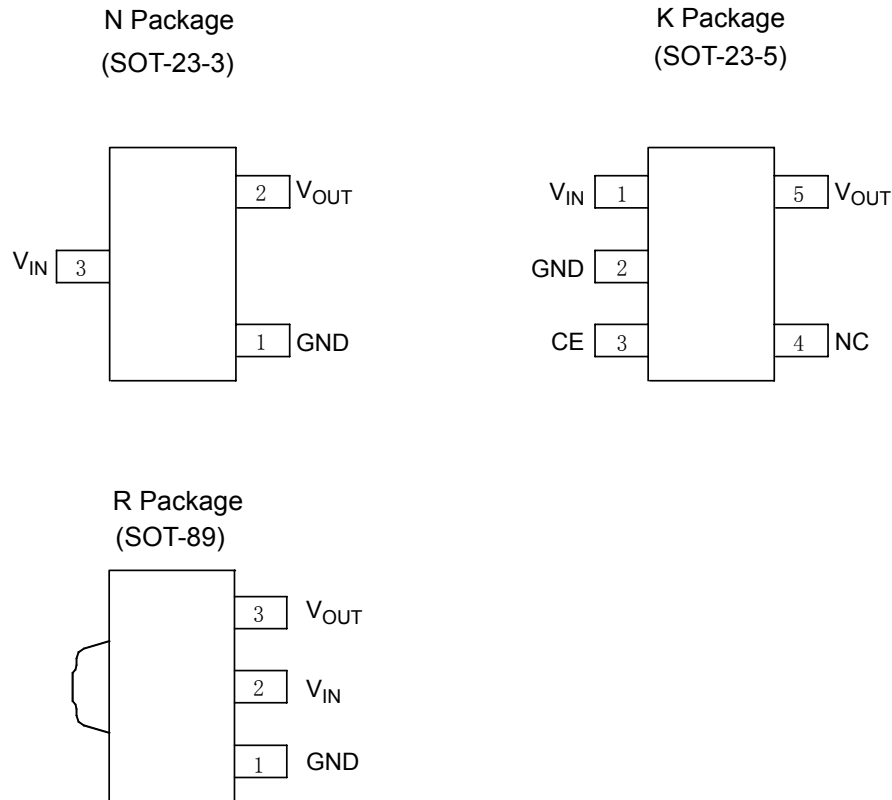 N Package
(SOT-23-3)
K Package
(SOT-23-5)
2 VOUT
VIN 3
1 GND
VIN 1
5 VOUT
GND 2
CE 3
4 NC
R Package
(SOT-89)
3 VOUT
2 VIN
1 GND